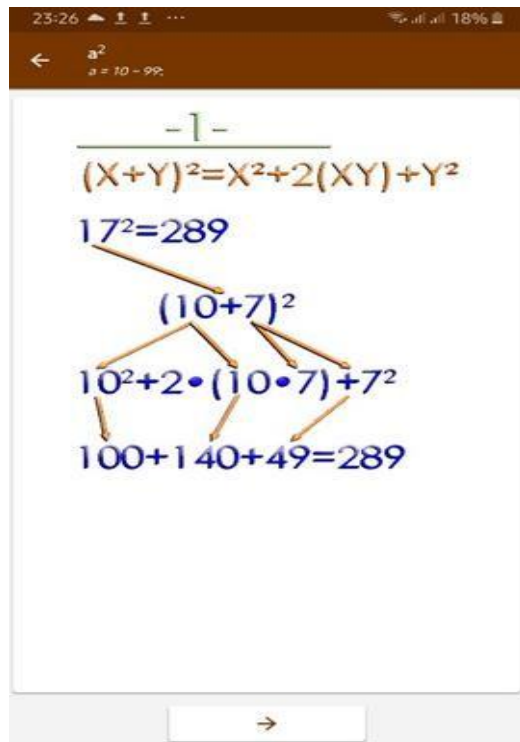 23:26 18%
a²
a = 10 - 99;
-1-
(X+Y)²=X²+2(XY)+Y²
17²=289
(10+7)²
10²+2•(10•7)+7²
100+140+49=289